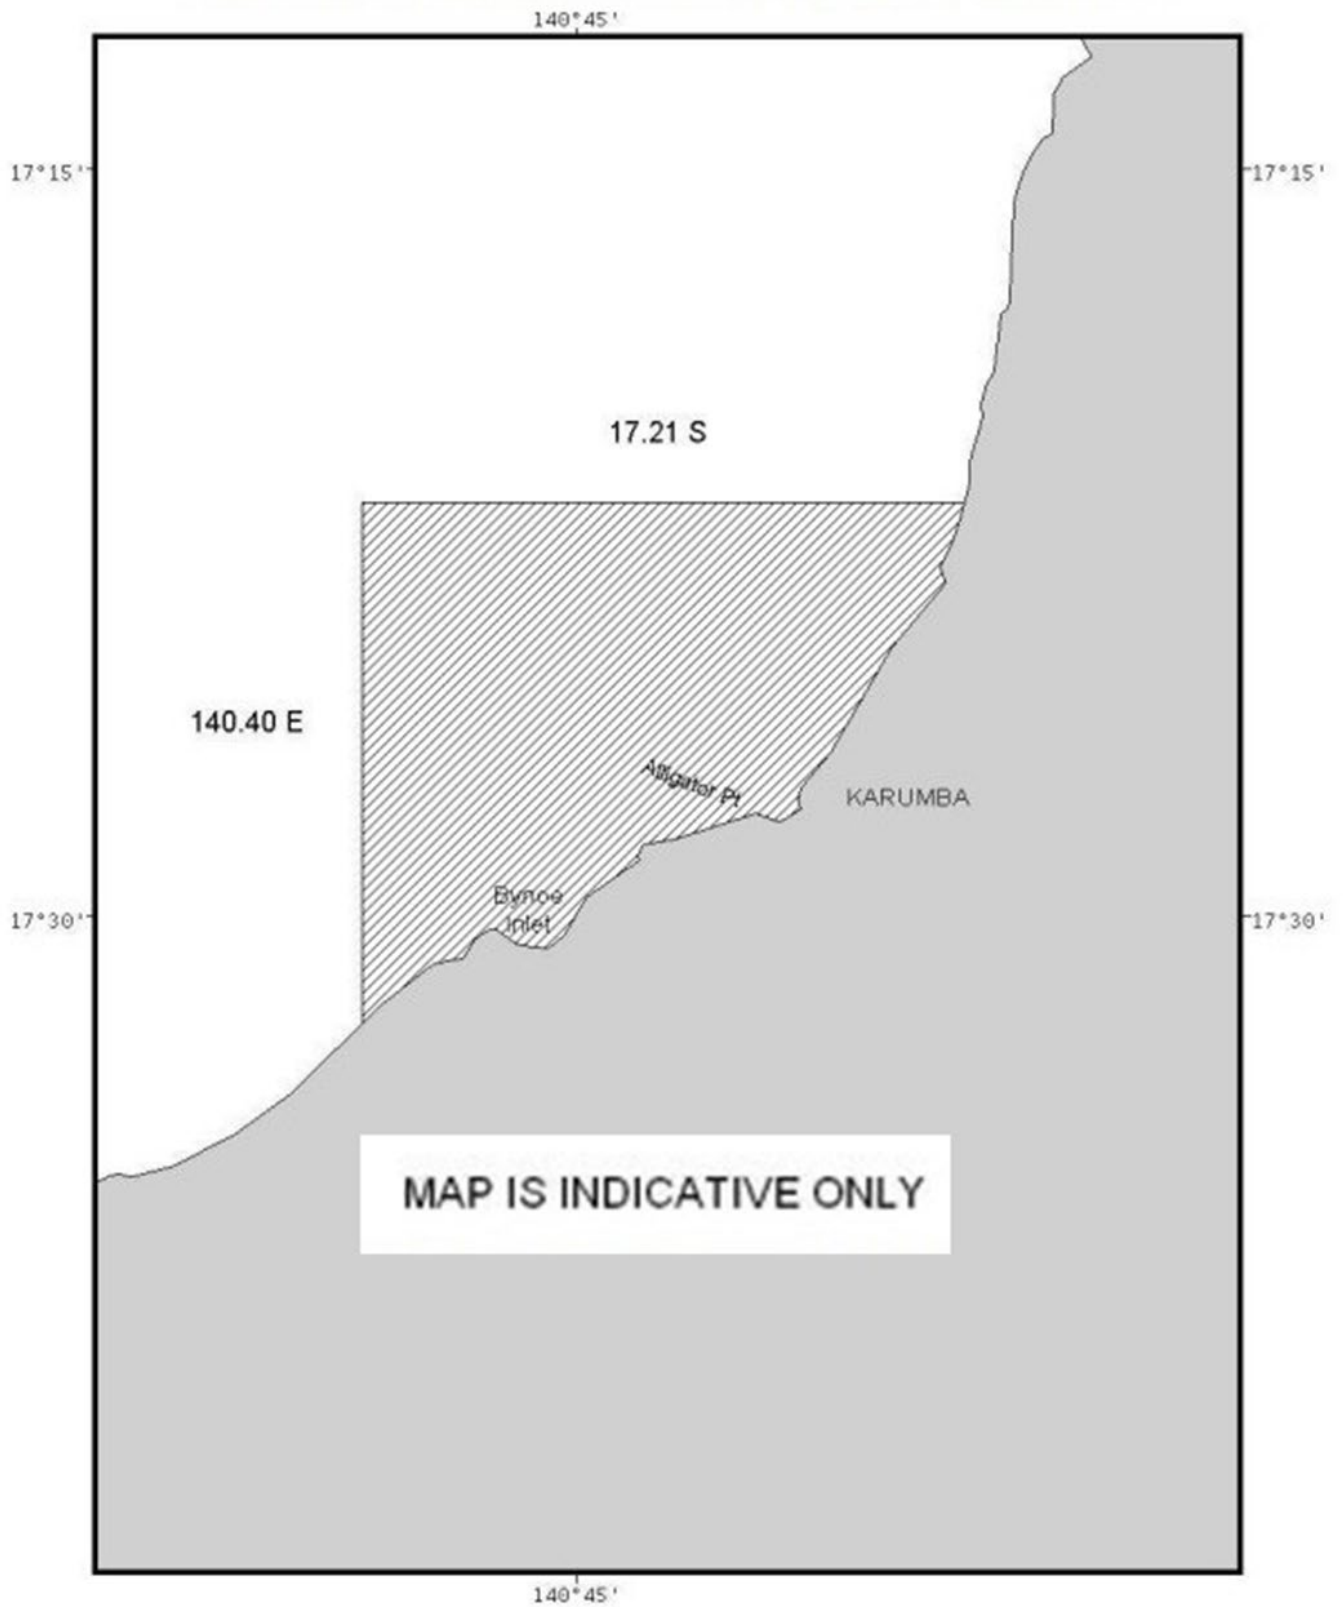 140°45'
17°15'
17°15'
17.21 S
140.40 E
Alligator Pt
KARUMBA
Bynoe
Inlet
17°30'
17°30'
MAP IS INDICATIVE ONLY
140°45'